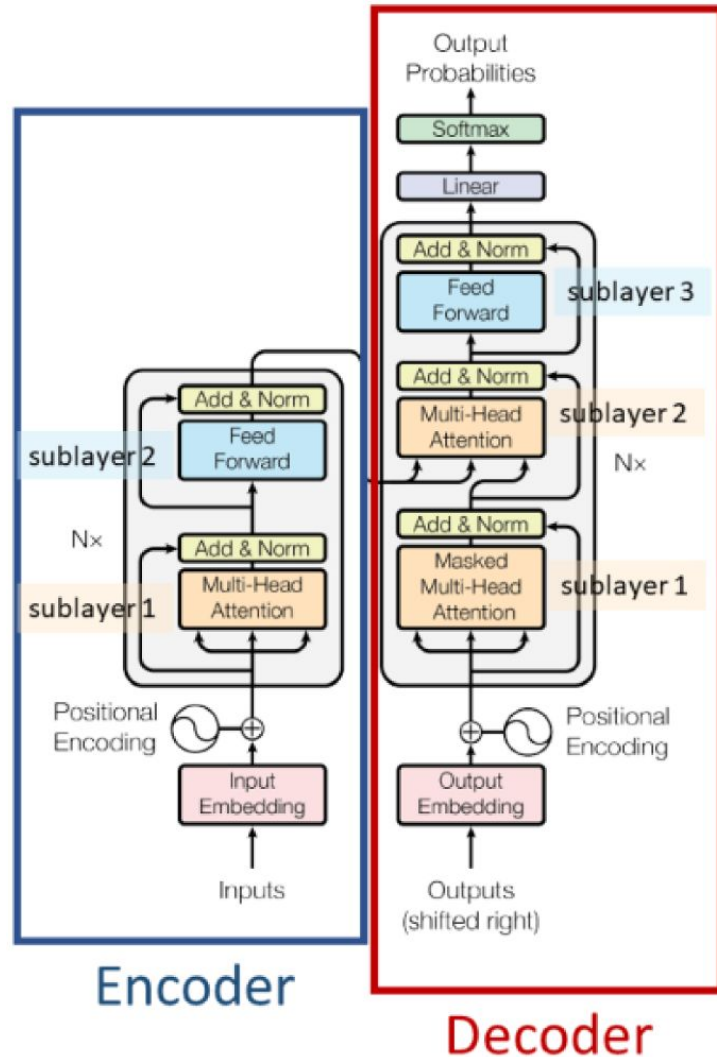 Output
Probabilities
Softmax
Linear
Add & Norm
Feed
Forward
sublayer 3
Add & Norm
Multi-Head
Attention
sublayer 2
Nx
Add & Norm
Masked
Multi-Head
Attention
sublayer 1
Positional
Encoding
Output
Embedding
Outputs
(shifted right)
Decoder
Add & Norm
Feed
Forward
sublayer 2
Nx
Add & Norm
Multi-Head
Attention
sublayer 1
Positional
Encoding
Input
Embedding
Inputs
Encoder